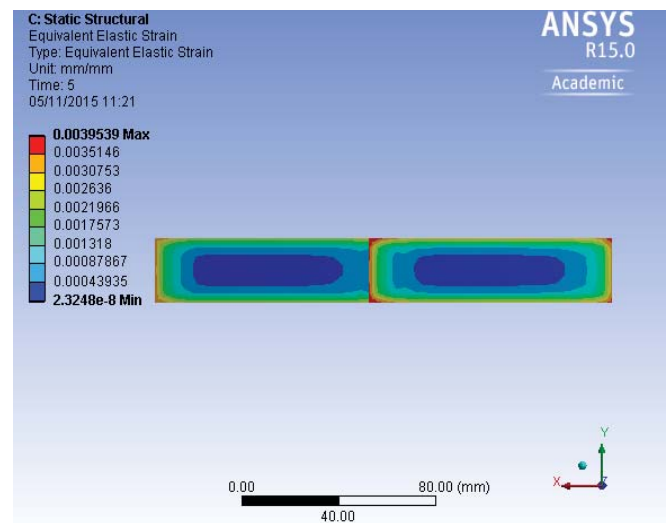 C: Static Structural
Equivalent Elastic Strain
Type: Equivalent Elastic Strain
Unit: mm/mm
Time: 5
05/11/2015 11:21
ANSYS
R15.0
Academic
0.0039539 Max
0.0035146
0.0030753
0.002636
0.0021966
0.0017573
0.001318
0.00087867
0.00043935
2.3248e-8 Min
Y
X
Z
0.00
80.00 (mm)
40.00